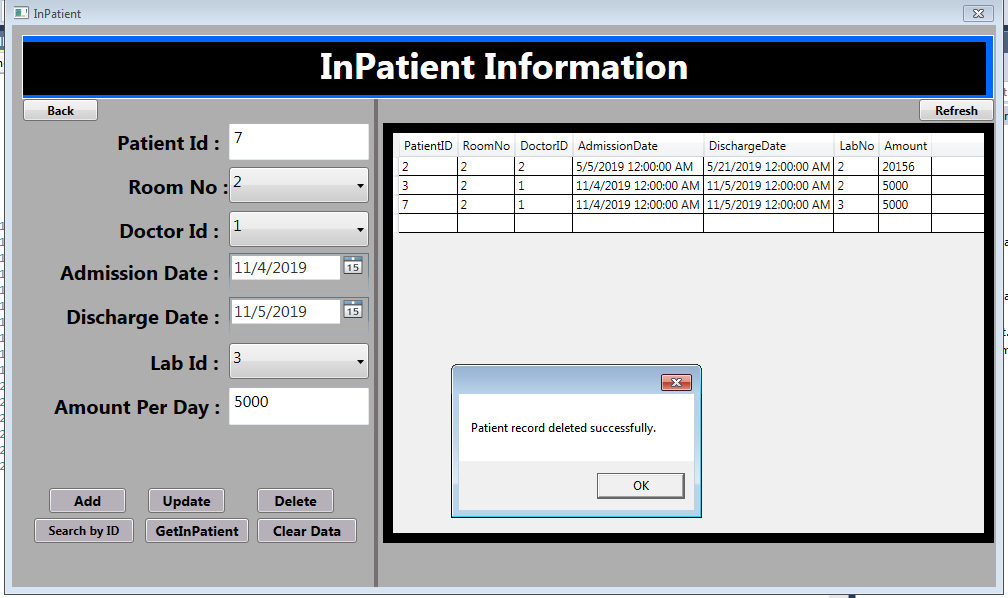 InPatient
InPatient Information
Back
Refresh
Patient Id : 7
Room No : 2
Doctor Id : 1
Admission Date : 11/4/2019 15
Discharge Date : 11/5/2019 15
Lab Id : 3
Amount Per Day : 5000
Add Update Delete
Search by ID GetInPatient Clear Data
PatientID RoomNo DoctorID AdmissionDate DischargeDate LabNo Amount
2 2 2 5/5/2019 12:00:00 AM 5/21/2019 12:00:00 AM 2 20156
3 2 1 11/4/2019 12:00:00 AM 11/5/2019 12:00:00 AM 2 5000
7 2 1 11/4/2019 12:00:00 AM 11/5/2019 12:00:00 AM 3 5000
Patient record deleted successfully.
OK